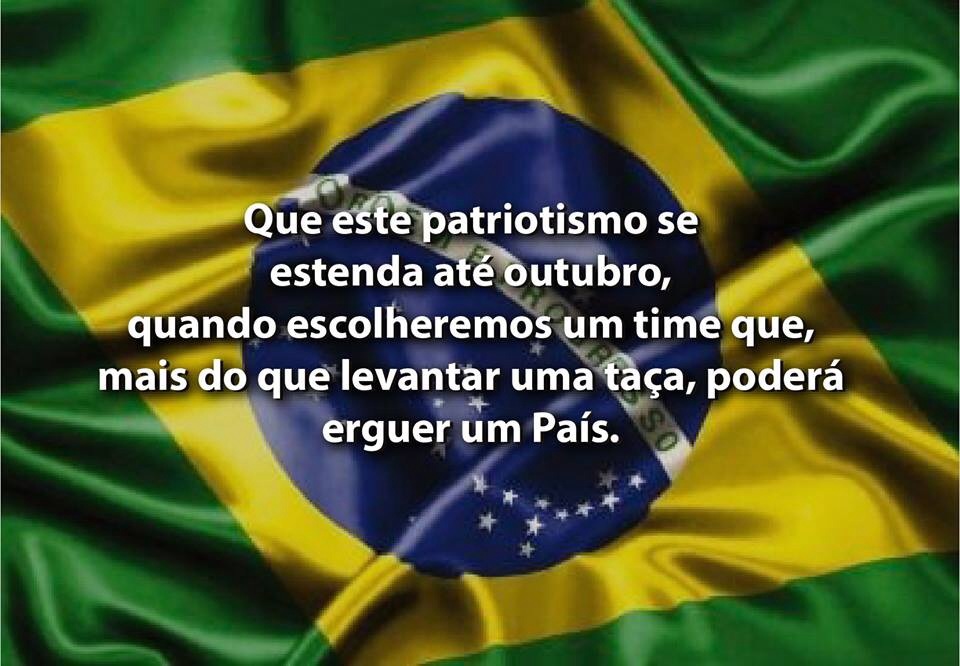 Que este patriotismo se
estenda até outubro,
quando escolheremos um time que,
mais do que levantar uma taça, poderá
erguer um País.